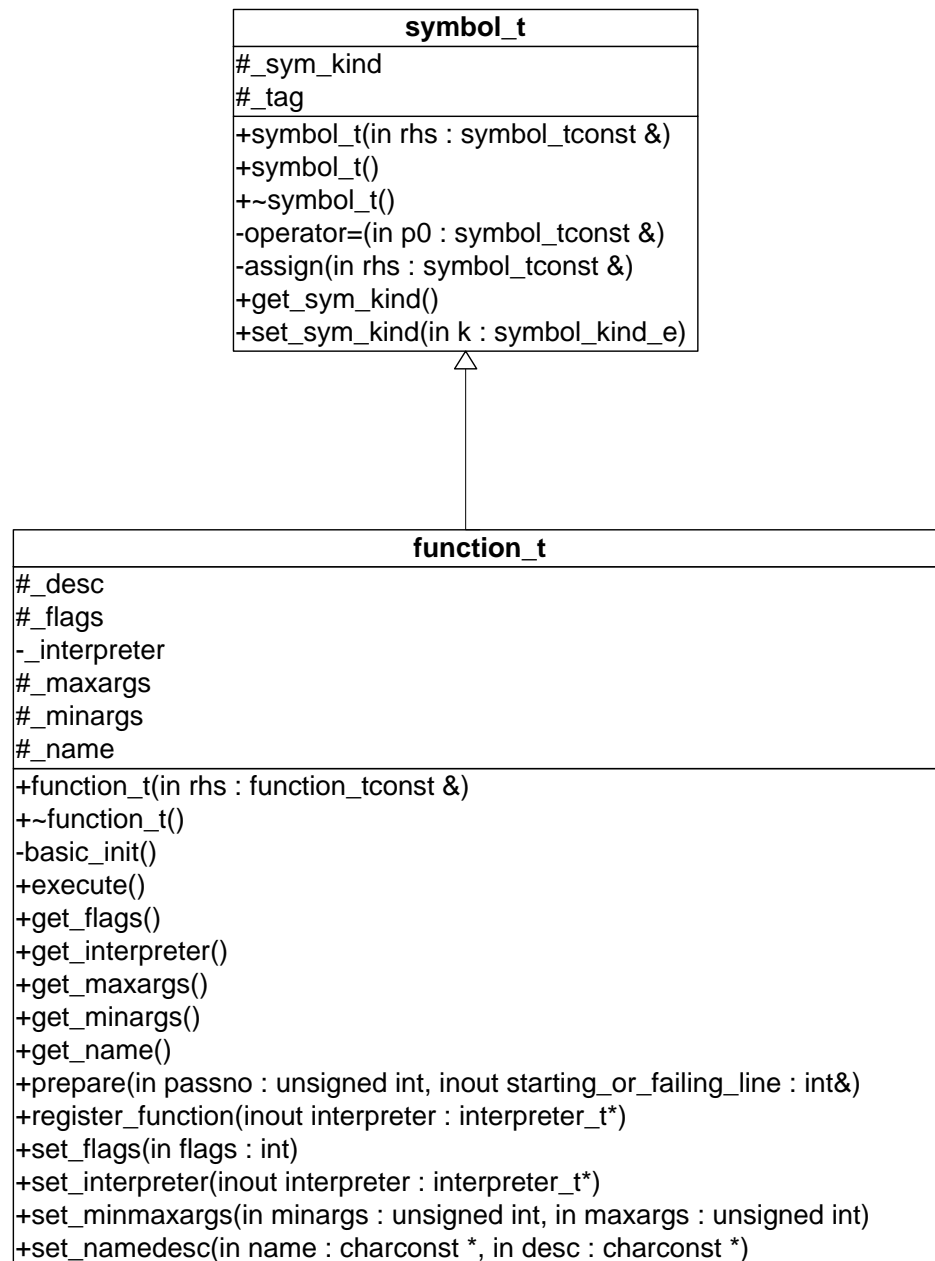 symbol_t
#_sym_kind
#_tag
+symbol_t(in rhs : symbol_tconst &)
+symbol_t()
+~symbol_t()
-operator=(in p0 : symbol_tconst &)
-assign(in rhs : symbol_tconst &)
+get_sym_kind()
+set_sym_kind(in k : symbol_kind_e)
function_t
#_desc
#_flags
-_interpreter
#_maxargs
#_minargs
#_name
+function_t(in rhs : function_tconst &)
+~function_t()
-basic_init()
+execute()
+get_flags()
+get_interpreter()
+get_maxargs()
+get_minargs()
+get_name()
+prepare(in passno : unsigned int, inout starting_or_failing_line : int&)
+register_function(inout interpreter : interpreter_t*)
+set_flags(in flags : int)
+set_interpreter(inout interpreter : interpreter_t*)
+set_minmaxargs(in minargs : unsigned int, in maxargs : unsigned int)
+set_namedesc(in name : charconst *, in desc : charconst *)